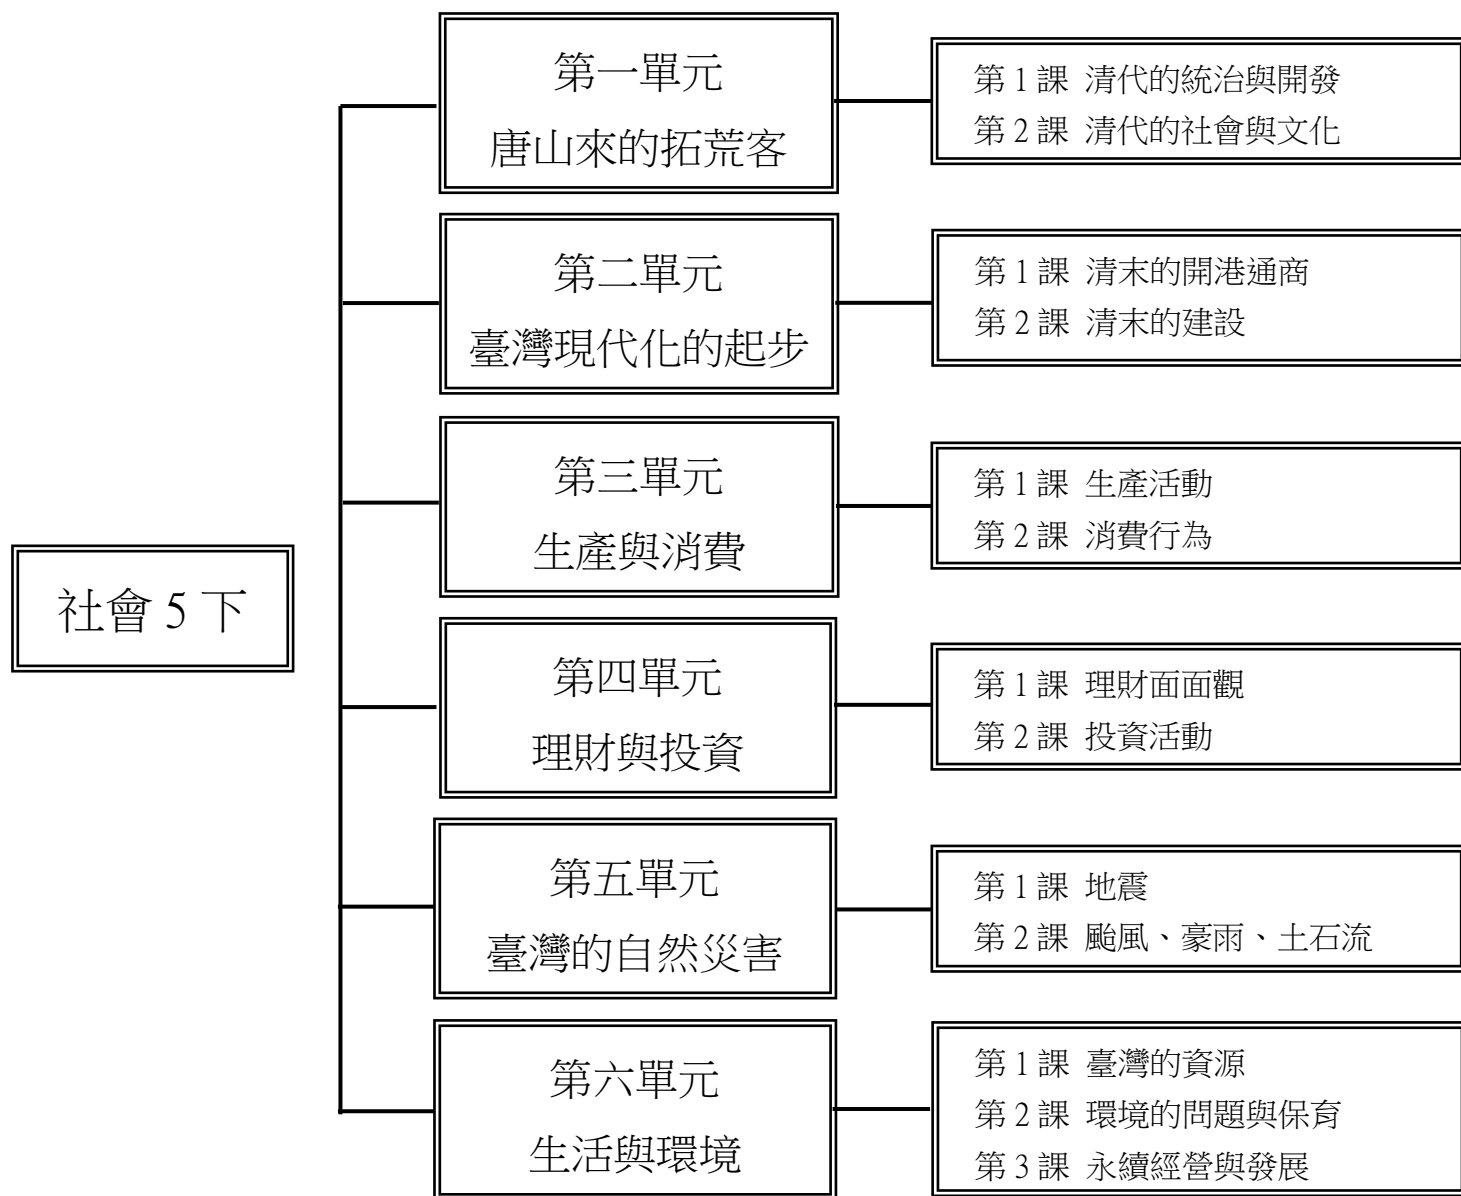 社會 5 下
第一單元
唐山來的拓荒客
第 1 課 清代的統治與開發
第 2 課 清代的社會與文化
第二單元
臺灣現代化的起步
第 1 課 清末的開港通商
第 2 課 清末的建設
第三單元
生產與消費
第 1 課 生產活動
第 2 課 消費行為
第四單元
理財與投資
第 1 課 理財面面觀
第 2 課 投資活動
第五單元
臺灣的自然災害
第 1 課 地震
第 2 課 颱風、豪雨、土石流
第六單元
生活與環境
第 1 課 臺灣的資源
第 2 課 環境的問題與保育
第 3 課 永續經營與發展